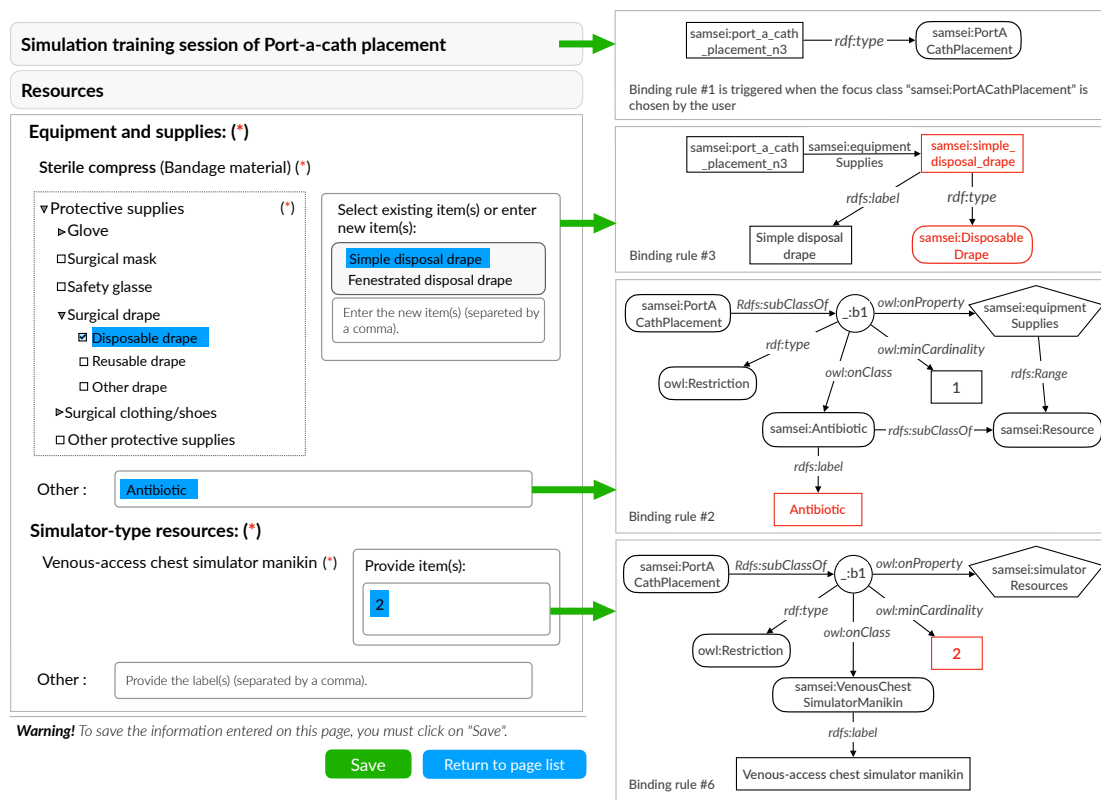 Simulation training session of Port-a-cath placement
Resources
Equipment and supplies: (*)
Sterile compress (Bandage material) (*)
Protective supplies (*)
Glove
Surgical mask
Safety glasse
Surgical drape
Disposable drape
Reusable drape
Other drape
Surgical clothing/shoes
Other protective supplies
Select existing item(s) or enter
new item(s):
Simple disposal drape
Fenestrated disposal drape
Enter the new item(s) (separeted by
a comma).
Other :
Antibiotic
Simulator-type resources: (*)
Venous-access chest simulator manikin (*)
Provide item(s):
2
Other :
Provide the label(s) (separated by a comma).
Warning! To save the information entered on this page, you must click on "Save".
Save
Return to page list
samsei:port_a_cath
_placement_n3
rdf:type
samsei:PortA
CathPlacement
Binding rule #1 is triggered when the focus class "samsei:PortACathPlacement" is
chosen by the user
samsei:port_a_cath
_placement_n3
samsei:equipment
Supplies
samsei:simple_
disposal_drape
rdfs:label
rdf:type
Simple disposal
drape
samsei:Disposable
Drape
Binding rule #3
samsei:PortA
CathPlacement
Rdfs:subClassOf
_:b1
owl:onProperty
samsei:equipment
Supplies
rdf:type
owl:onClass
owl:minCardinality
rdfs:Range
owl:Restriction
1
samsei:Antibiotic
rdfs:subClassOf
samsei:Resource
rdfs:label
Antibiotic
Binding rule #2
samsei:PortA
CathPlacement
Rdfs:subClassOf
_:b1
owl:onProperty
samsei:simulator
Resources
rdf:type
owl:onClass
owl:minCardinality
owl:Restriction
2
samsei:VenousChest
SimulatorManikin
rdfs:label
Venous-access chest simulator manikin
Binding rule #6